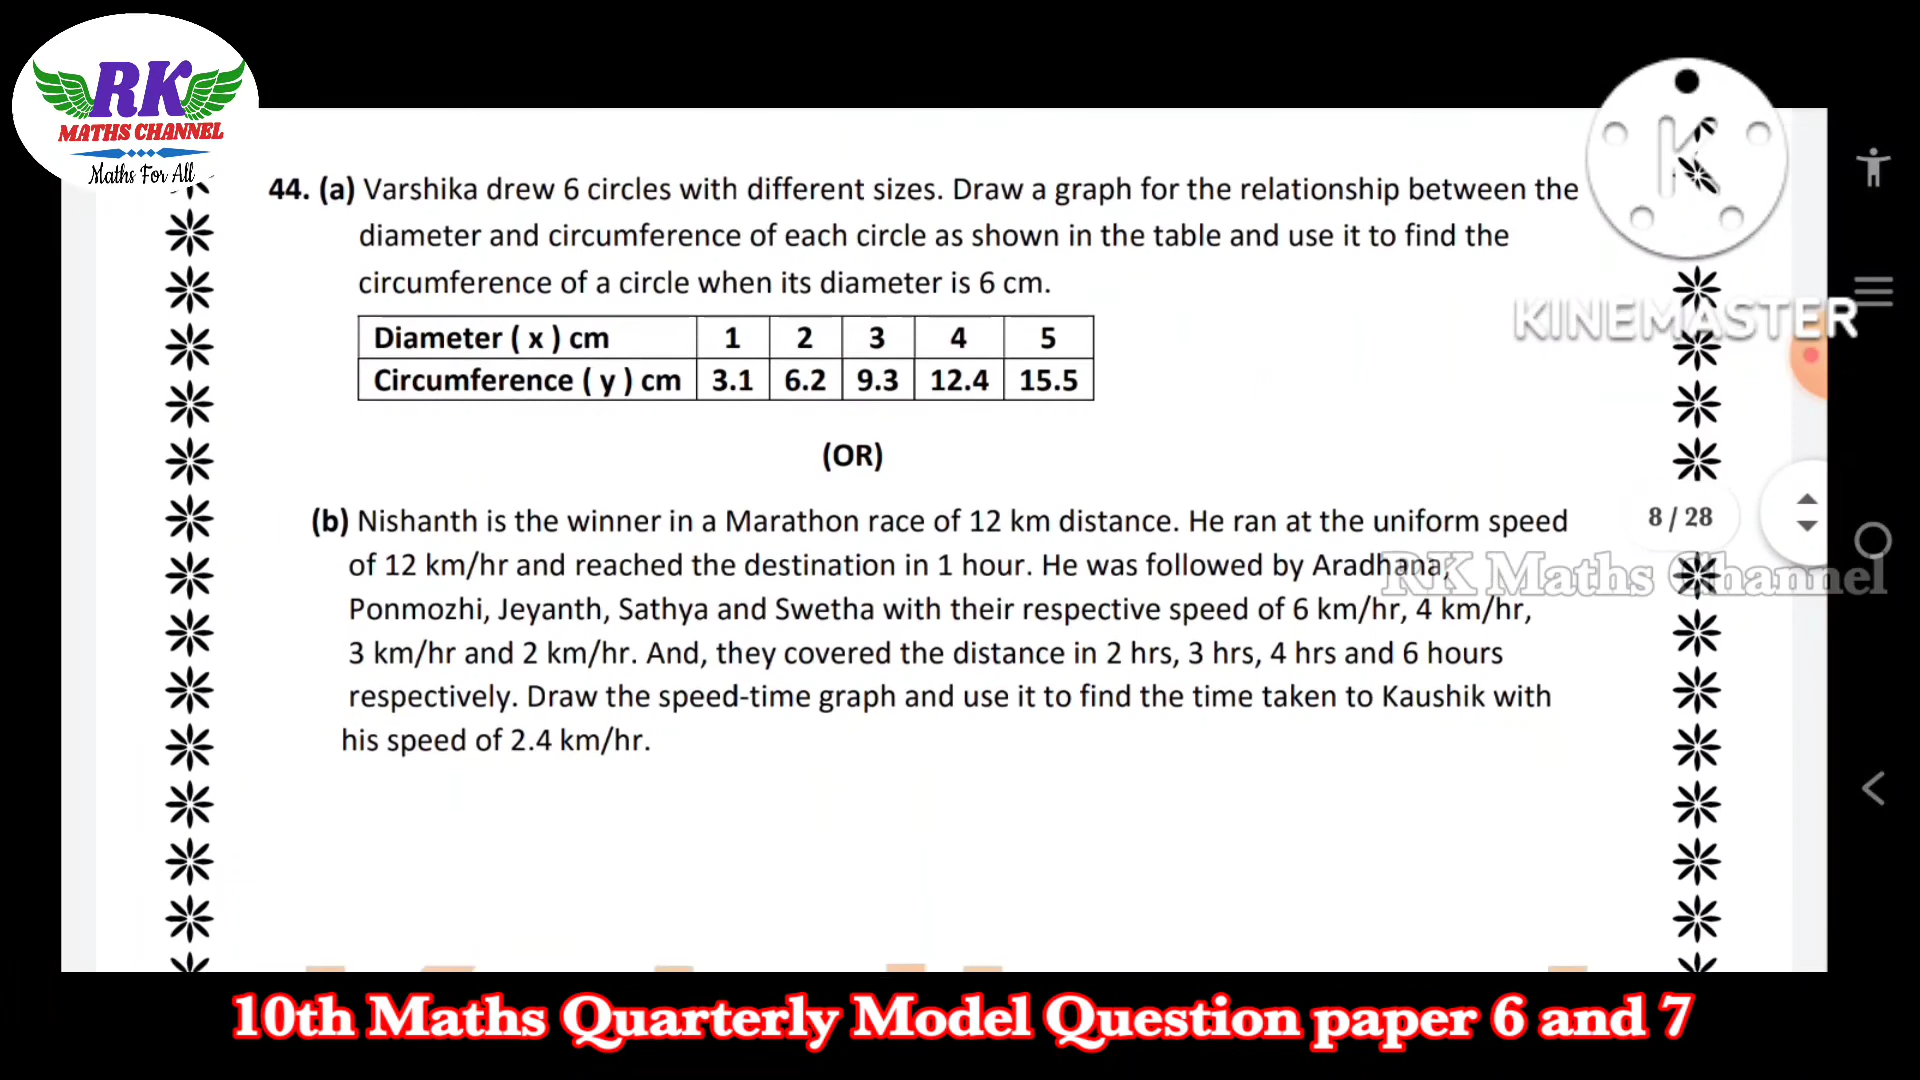 RK
MATHS CHANNEL
Maths For All
44. (a) Varshika drew 6 circles with different sizes. Draw a graph for the relationship between the
diameter and circumference of each circle as shown in the table and use it to find the
circumference of a circle when its diameter is 6 cm.
Diameter ( x ) cm 1 2 3 4 5
Circumference ( y ) cm 3.1 6.2 9.3 12.4 15.5
(OR)
(b) Nishanth is the winner in a Marathon race of 12 km distance. He ran at the uniform speed
of 12 km/hr and reached the destination in 1 hour. He was followed by Aradhana,
Ponmozhi, Jeyanth, Sathya and Swetha with their respective speed of 6 km/hr, 4 km/hr,
3 km/hr and 2 km/hr. And, they covered the distance in 2 hrs, 3 hrs, 4 hrs and 6 hours
respectively. Draw the speed-time graph and use it to find the time taken to Kaushik with
his speed of 2.4 km/hr.
K
KINEMASTER
8 / 28
RK Maths Channel
10th Maths Quarterly Model Question paper 6 and 7